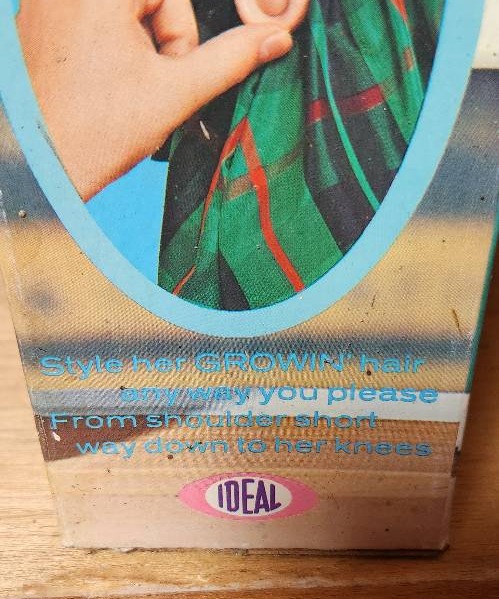 Style her GROWIN' hair
any way you please
From shoulder short
way down to her knees
IDEAL